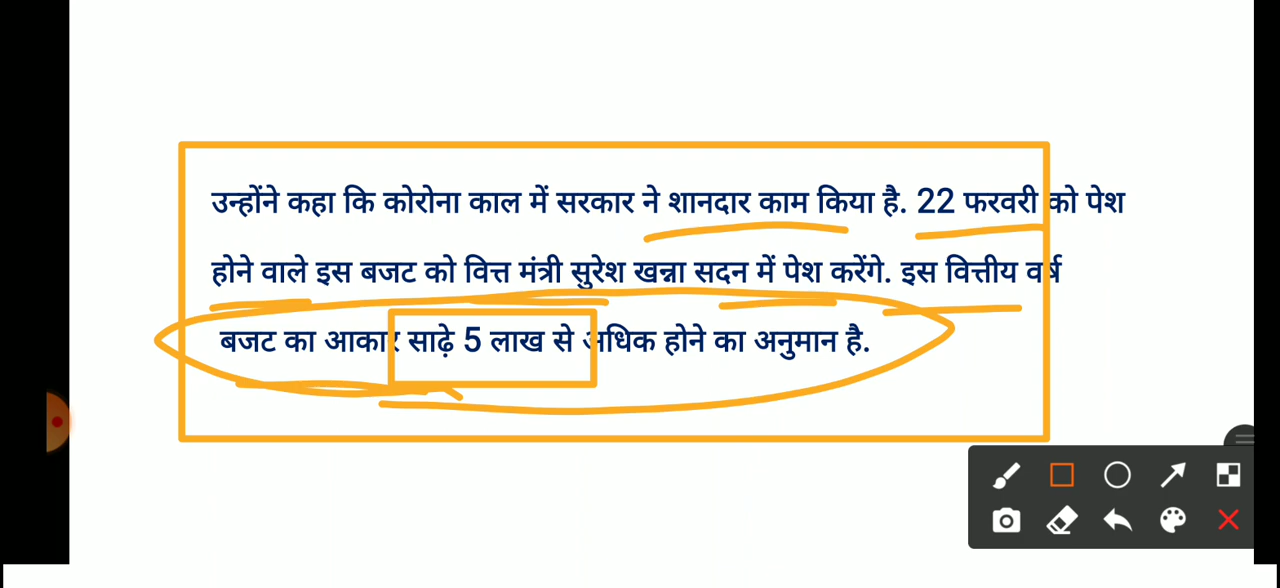 उन्होंने कहा कि कोरोना काल में सरकार ने शानदार काम किया है. 22 फरवरी को पेश
होने वाले इस बजट को वित्त मंत्री सुरेश खन्ना सदन में पेश करेंगे. इस वित्तीय वर्ष
बजट का आकार साढ़े 5 लाख से अधिक होने का अनुमान है.